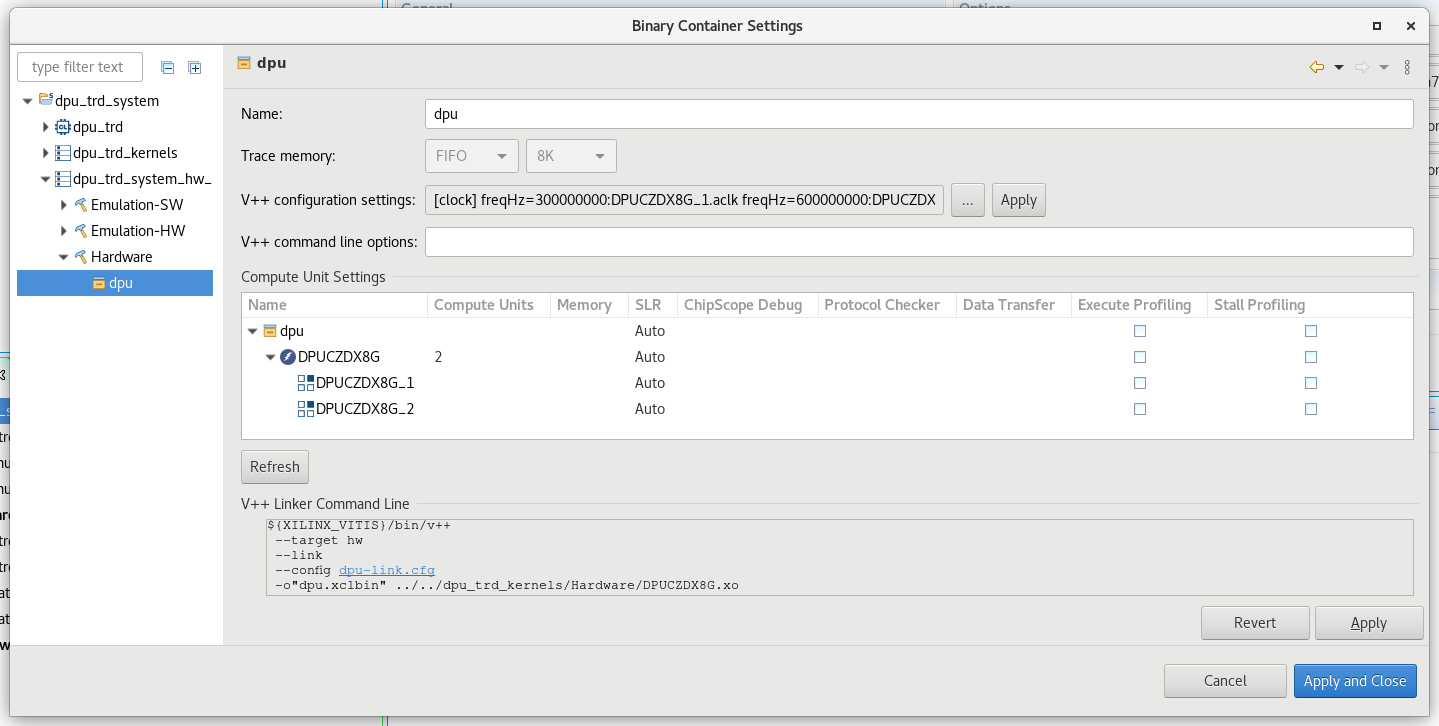 General
Options
Binary Container Settings
type filter text
dpu_trd_system
dpu_trd
dpu_trd_kernels
dpu_trd_system_hw_
Emulation-SW
Emulation-HW
Hardware
dpu
dpu
Name:
dpu
Trace memory:
FIFO
8K
V++ configuration settings:
[clock] freqHz=300000000:DPUCZDX8G_1.aclk freqHz=600000000:DPUCZDX
...
Apply
V++ command line options:
Compute Unit Settings
Name Compute Units Memory SLR ChipScope Debug Protocol Checker Data Transfer Execute Profiling Stall Profiling
dpu Auto
DPUCZDX8G 2 Auto
DPUCZDX8G_1 Auto
DPUCZDX8G_2 Auto
Refresh
V++ Linker Command Line
${XILINX_VITIS}/bin/v++
--target hw
--link
--config dpu-link.cfg
-o"dpu.xclbin" ../../dpu_trd_kernels/Hardware/DPUCZDX8G.xo
Revert
Apply
Cancel
Apply and Close